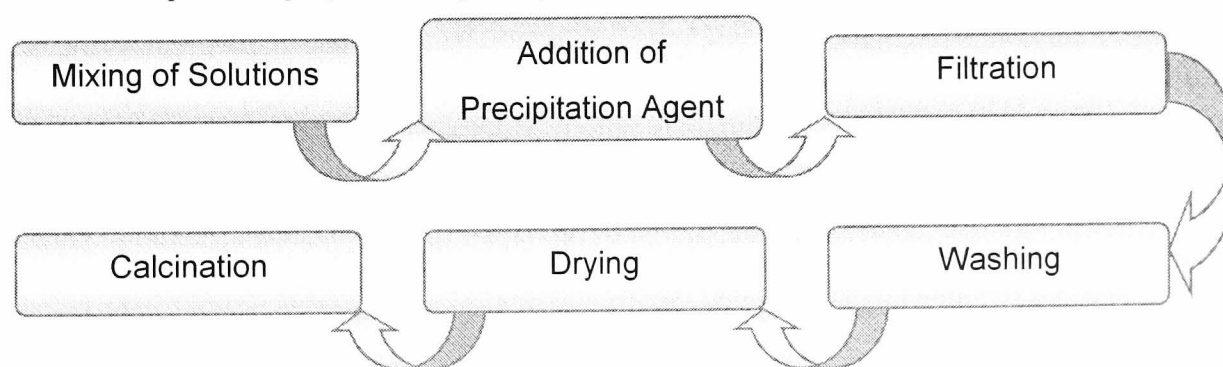 Mixing of Solutions
Addition of
Precipitation Agent
Filtration
Washing
Drying
Calcination